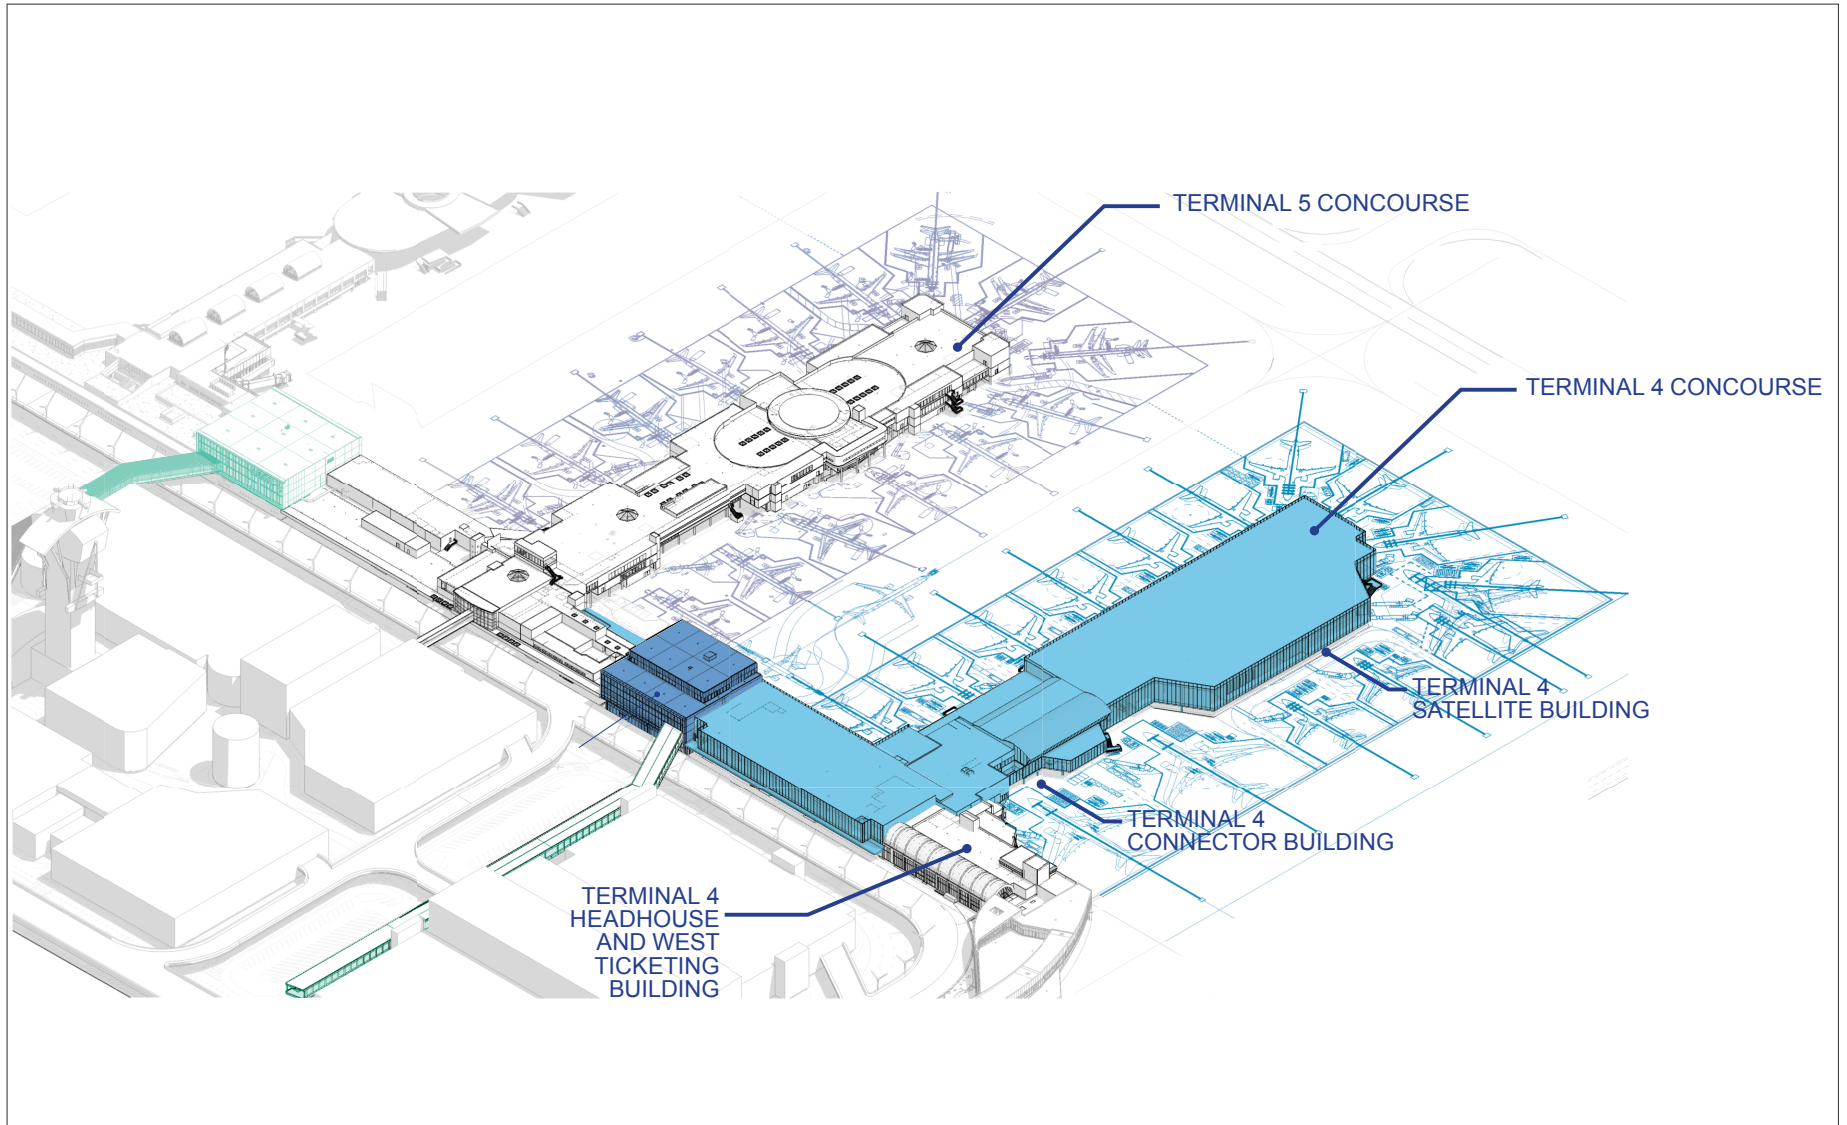 TERMINAL 5 CONCOURSE
TERMINAL 4 CONCOURSE
TERMINAL 4
SATELLITE BUILDING
TERMINAL 4
CONNECTOR BUILDING
TERMINAL 4
HEADHOUSE
AND WEST
TICKETING
BUILDING